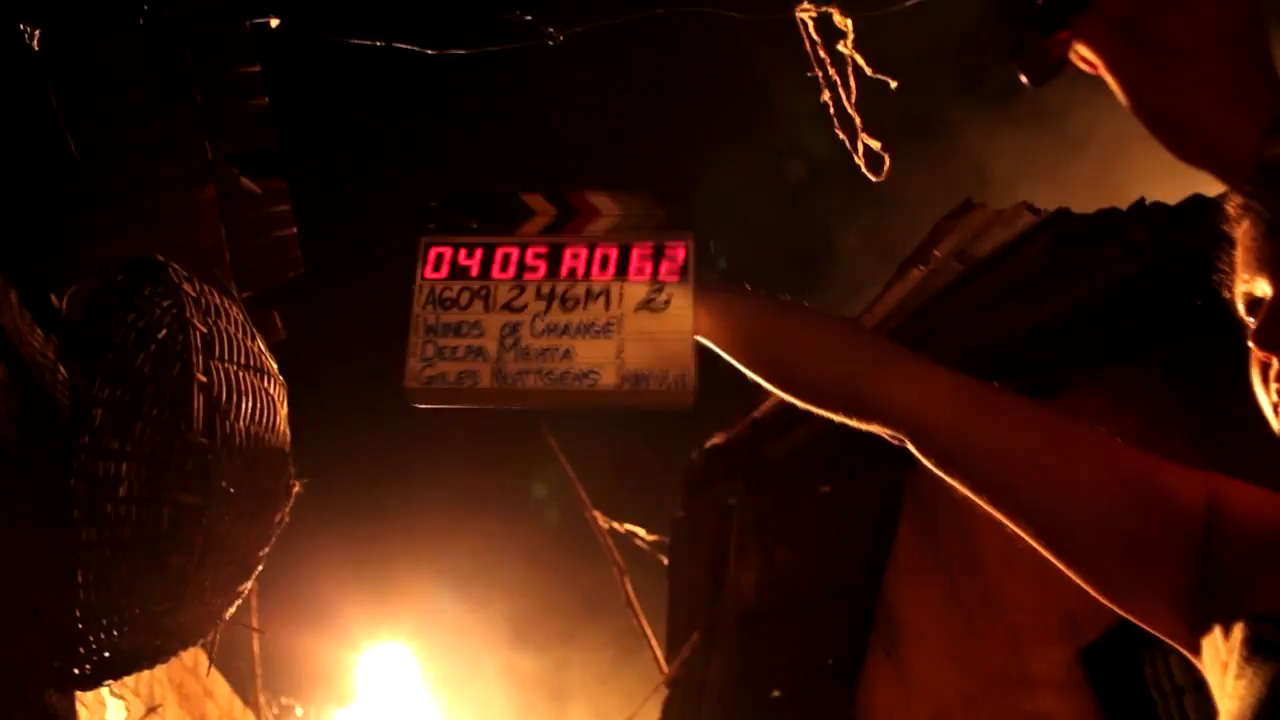 04 05 A0 62
A609 246M 2
WINDS OF CHANGE
DEEPA MEHTA
GILES NUTTGENS